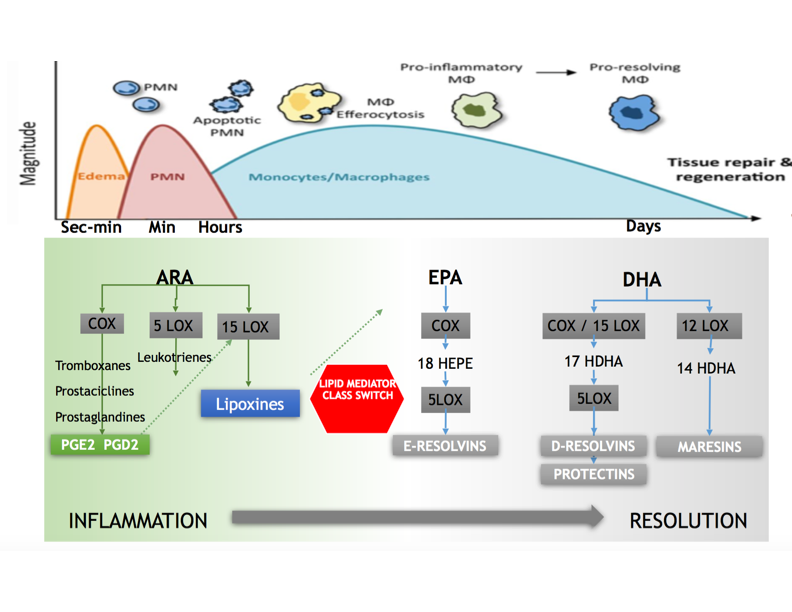 Pro-inflammatory
MΦ
Pro-resolving
MΦ
PMN
Apoptotic
PMN
MΦ
Efferocytosis
Magnitude
Edema
PMN
Monocytes/Macrophages
Tissue repair &
regeneration
Sec-min
Min
Hours
Days
ARA
EPA
DHA
COX
5 LOX
15 LOX
COX
COX / 15 LOX
12 LOX
Tromboxanes
Leukotrienes
18 HEPE
17 HDHA
14 HDHA
Prostaciclines
Lipoxines
LIPID MEDIATOR
CLASS SWITCH
5LOX
5LOX
Prostaglandines
PGE2 PGD2
E-RESOLVINS
D-RESOLVINS
MARESINS
PROTECTINS
INFLAMMATION
RESOLUTION